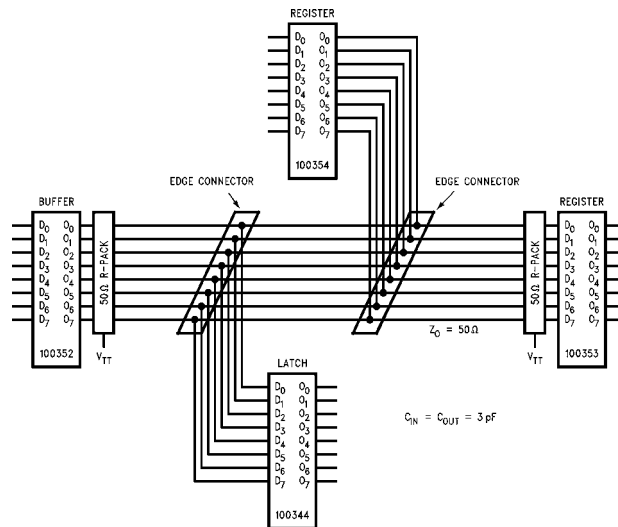 REGISTER
D0 O0
D1 O1
D2 O2
D3 O3
D4 O4
D5 O5
D6 O6
D7 O7
100354
EDGE CONNECTOR
EDGE CONNECTOR
BUFFER
D0 O0
D1 O1
D2 O2
D3 O3
D4 O4
D5 O5
D6 O6
D7 O7
100352
50Ω R-PACK
VTT
50Ω R-PACK
VTT
REGISTER
D0 O0
D1 O1
D2 O2
D3 O3
D4 O4
D5 O5
D6 O6
D7 O7
100353
Z0 = 50Ω
LATCH
D0 O0
D1 O1
D2 O2
D3 O3
D4 O4
D5 O5
D6 O6
D7 O7
100344
CIN = COUT = 3 pF